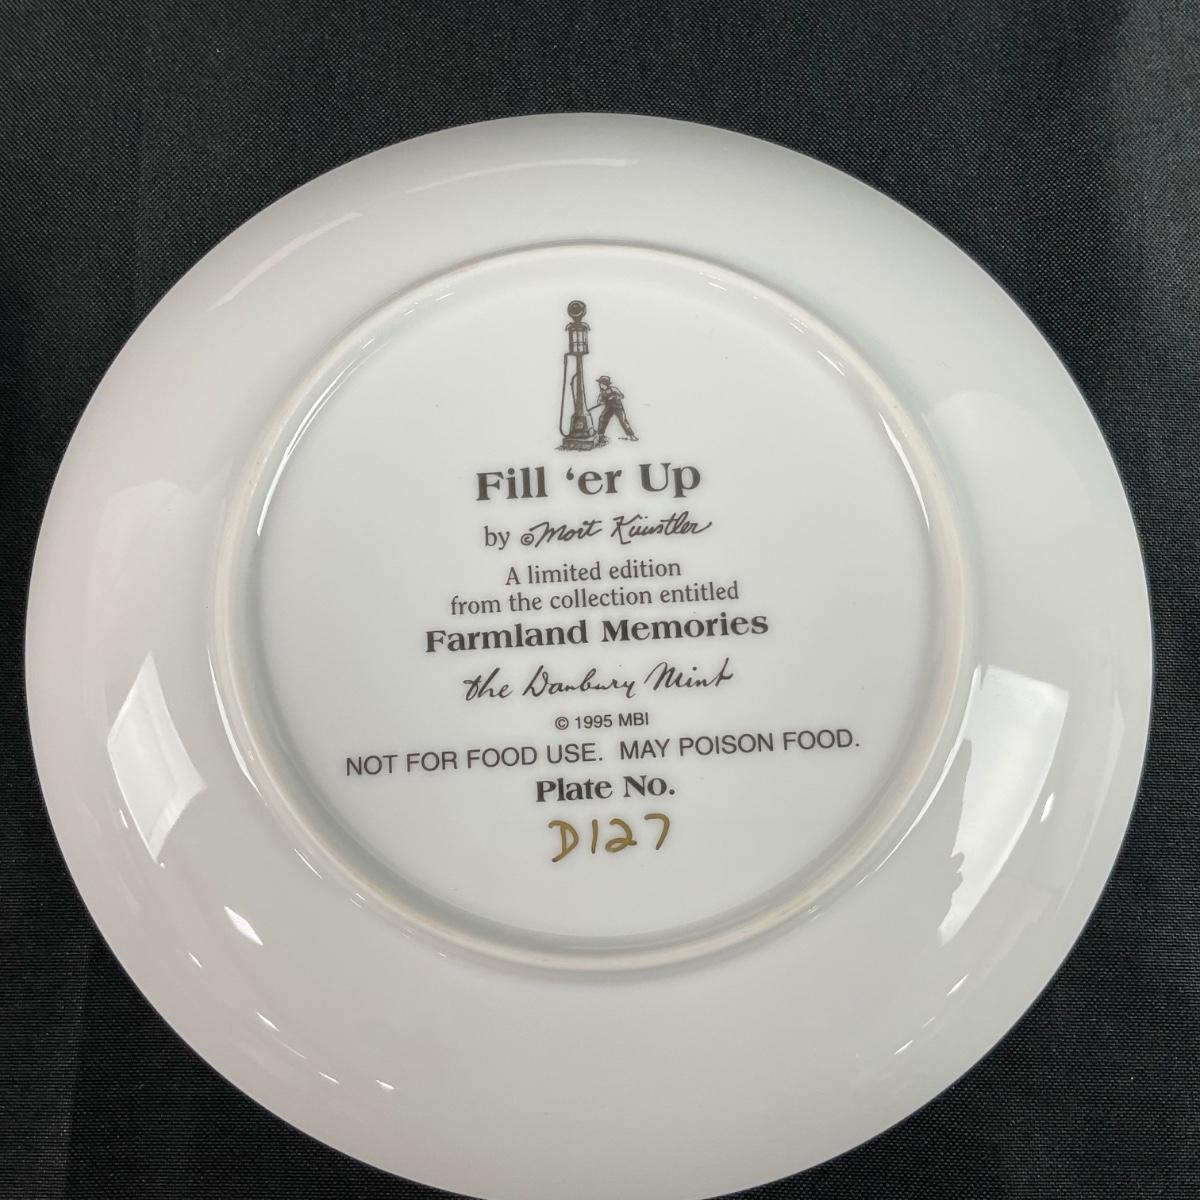 Fill ‘er Up
by ©Mort Künstler
A limited edition
from the collection entitled
Farmland Memories
the Danbury Mint
© 1995 MBI
NOT FOR FOOD USE. MAY POISON FOOD.
Plate No.
D127